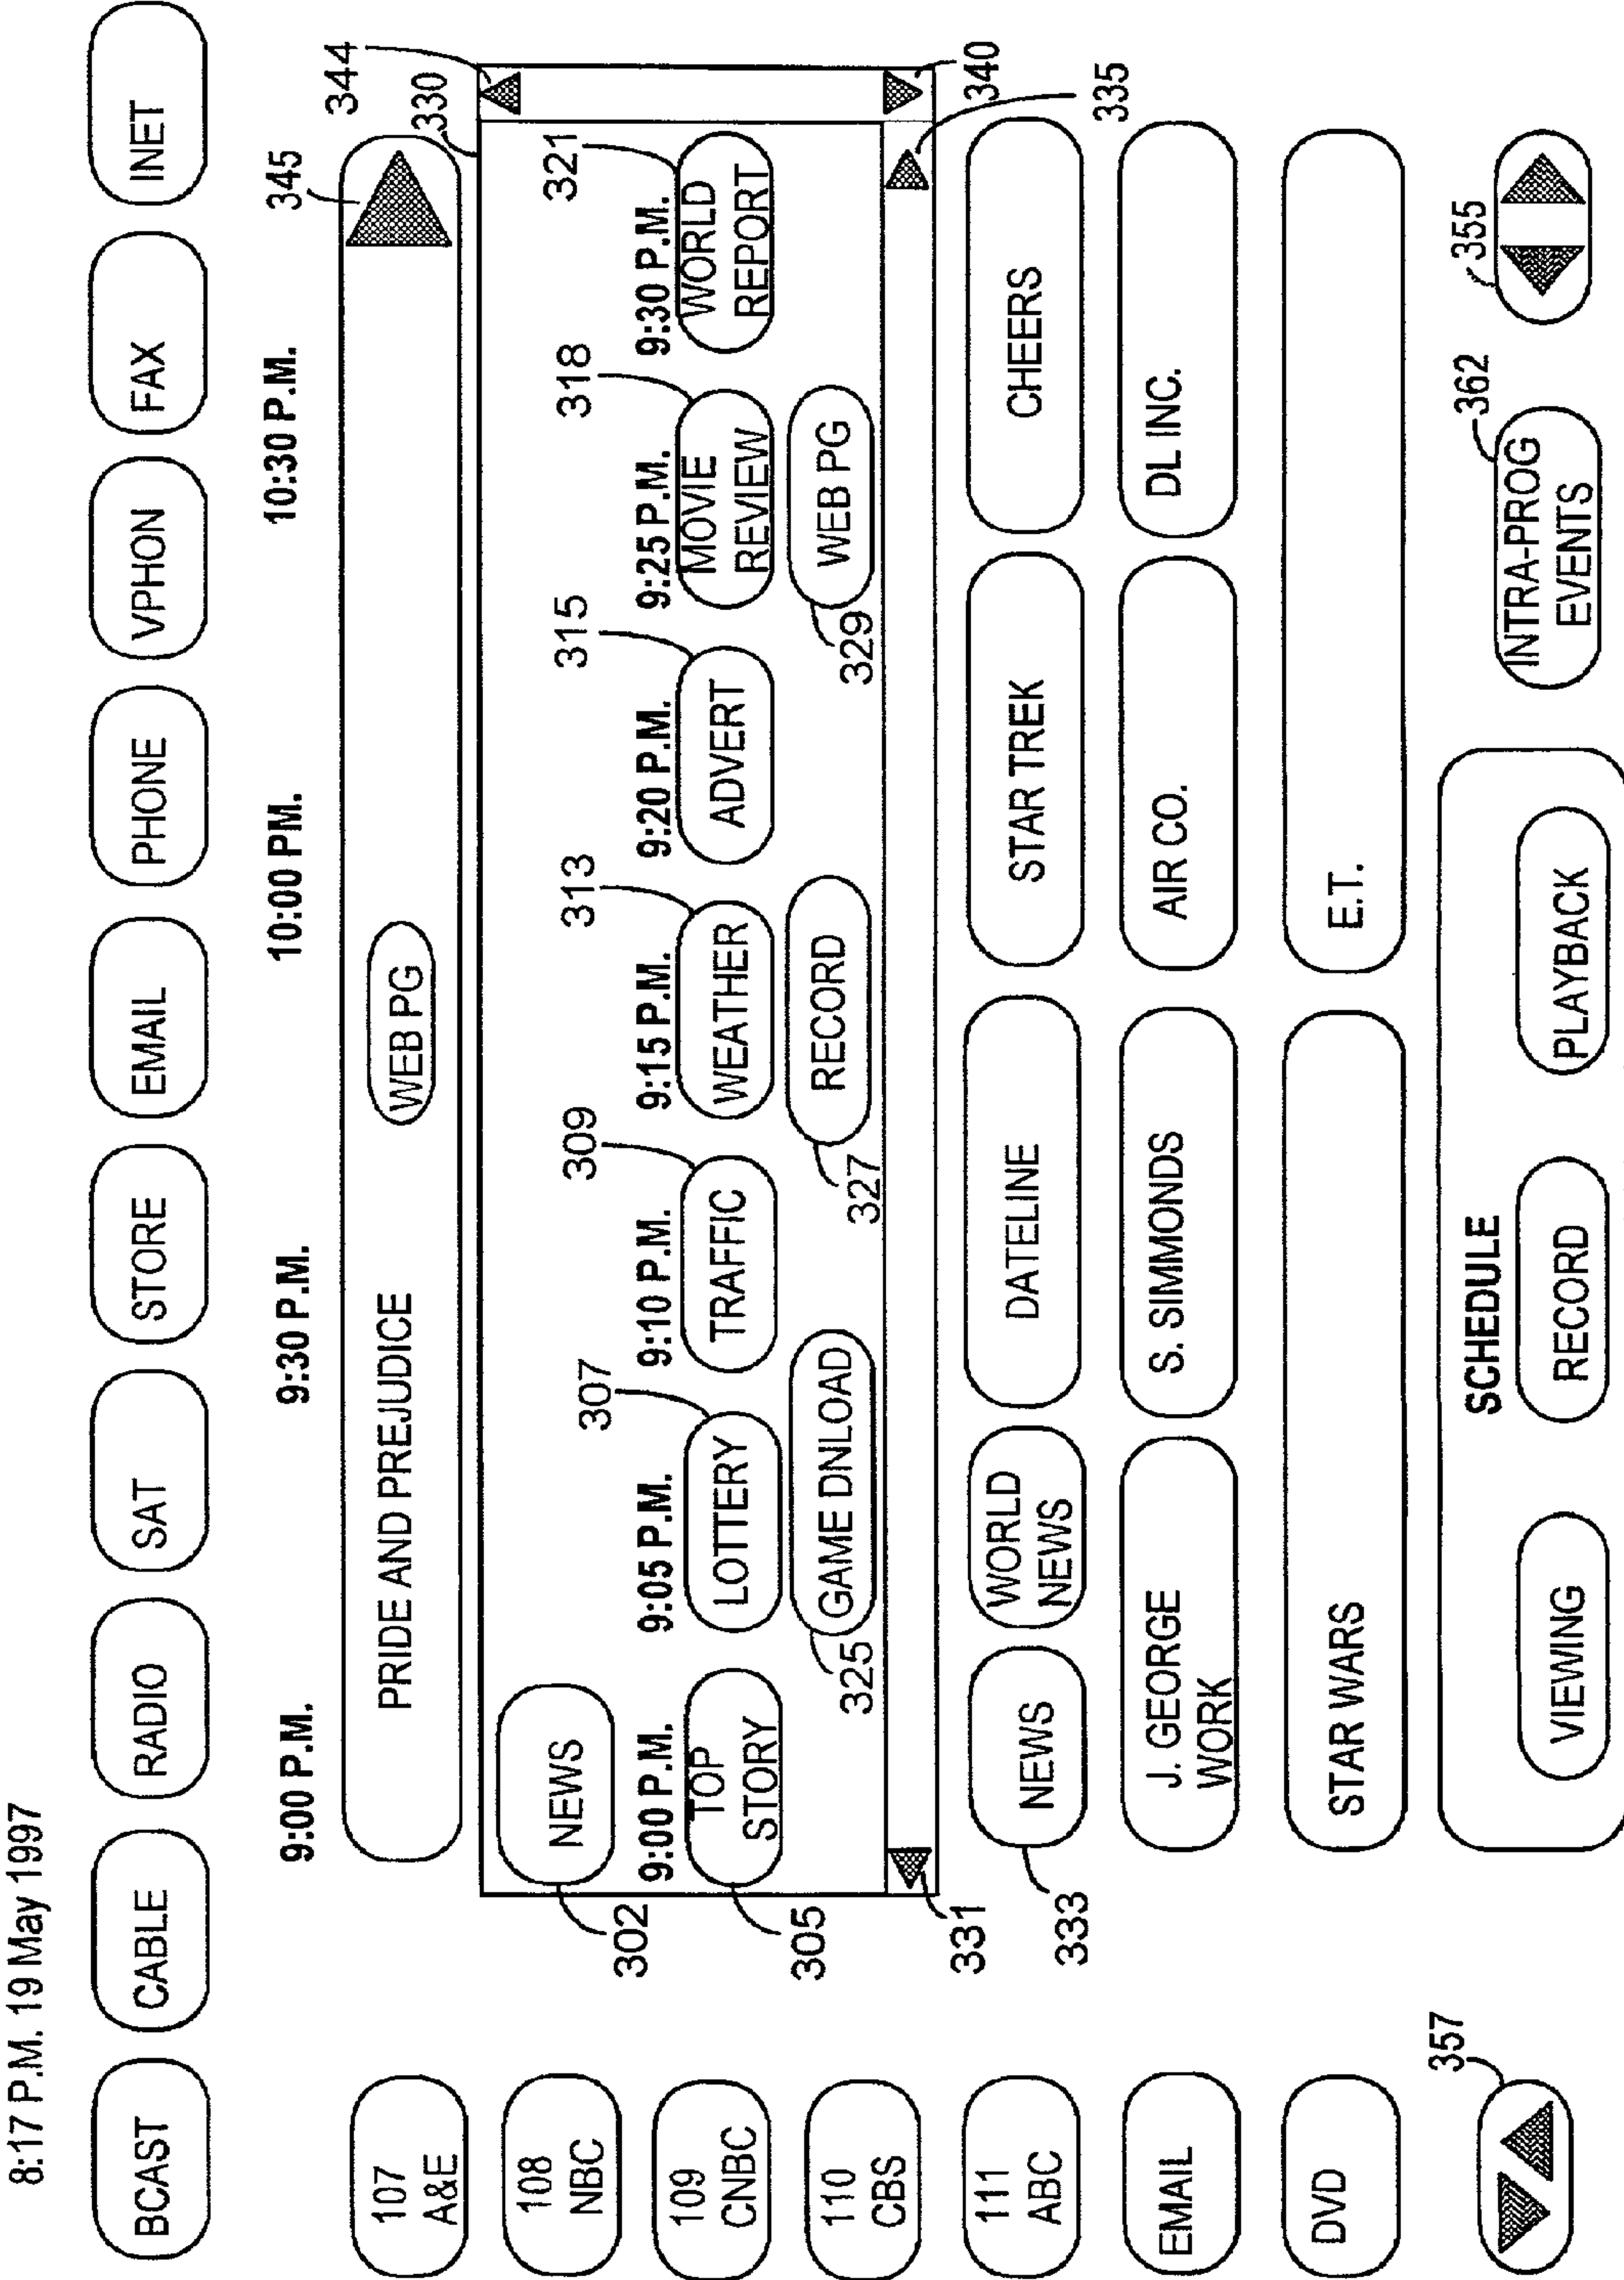 8:17 P.M. 19 May 1997
BCAST
CABLE
RADIO
SAT
STORE
EMAIL
PHONE
VPHON
FAX
INET
9:00 P.M.
9:30 P.M.
10:00 PM.
10:30 P.M.
345
344
107
A&E
PRIDE AND PREJUDICE
WEB PG
330
108
NBC
302
NEWS
307
309
313
315
318
321
109
CNBC
9:00 P.M.
9:05 P.M.
9:10 P.M.
9:15 P.M.
9:20 P.M.
9:25 P.M.
9:30 P.M.
305
TOP
STORY
LOTTERY
TRAFFIC
WEATHER
ADVERT
MOVIE
REVIEW
WORLD
REPORT
110
CBS
325
GAME DNLOAD
327
RECORD
329
WEB PG
331
340
335
111
ABC
333
NEWS
WORLD
NEWS
DATELINE
STAR TREK
CHEERS
EMAIL
J. GEORGE
WORK
S. SIMMONDS
AIR CO.
DL INC.
DVD
STAR WARS
E.T.
357
SCHEDULE
362
355
VIEWING
RECORD
PLAYBACK
INTRA-PROG
EVENTS